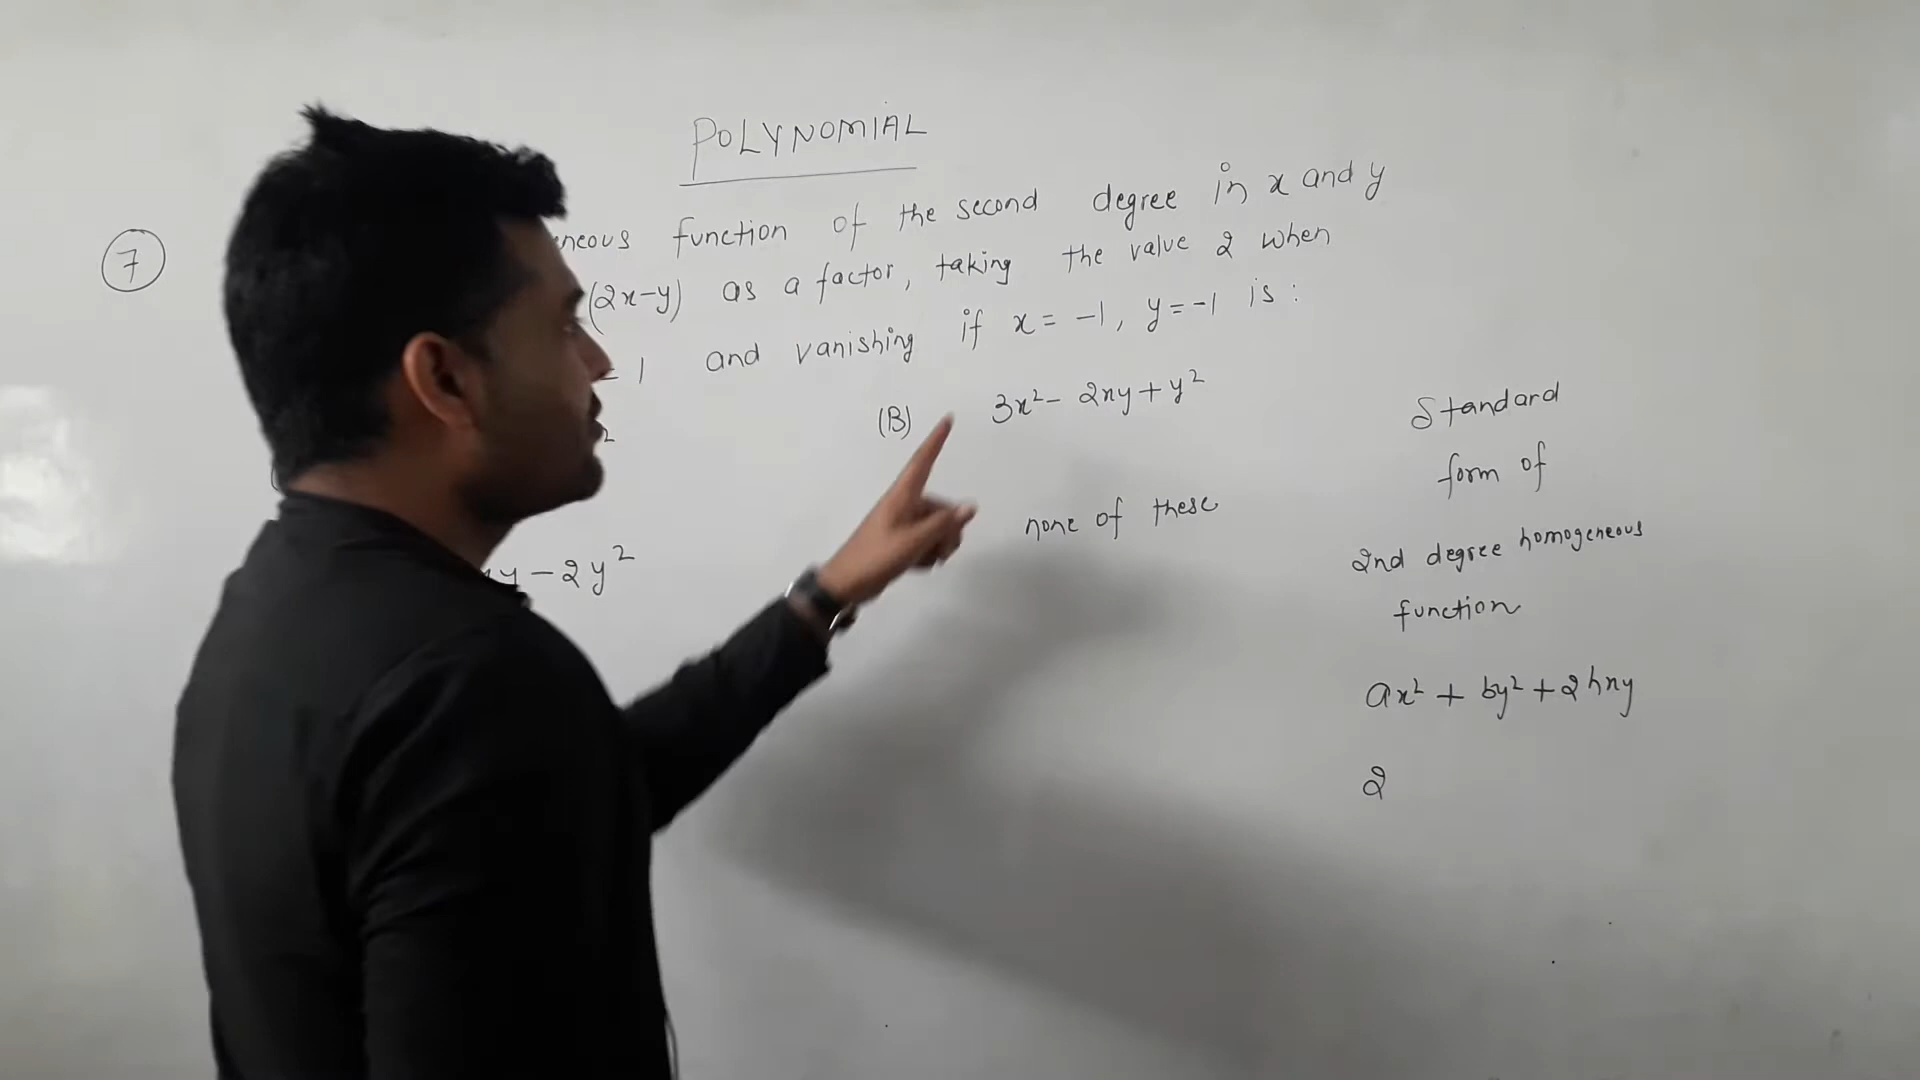 POLYNOMIAL
7
function of the second degree in x and y
(2x-y) as a factor, taking the value 2 when
= 1 and vanishing if x = -1, y = -1 is :
(B) 3x² - 2xy + y²
none of these
y - 2y²
Standard
form of
2nd degree homogeneous
function
ax² + by² + 2hxy
2